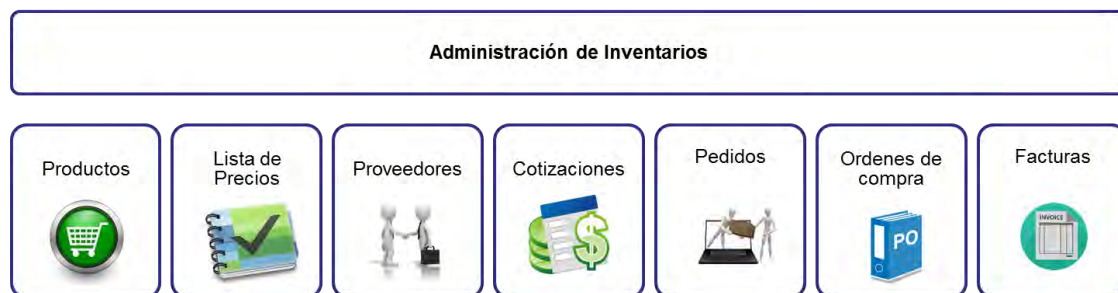 Administración de Inventarios
Productos
Lista de
Precios
Proveedores
Cotizaciones
Pedidos
Ordenes de
compra
Facturas
PO
INVOICE